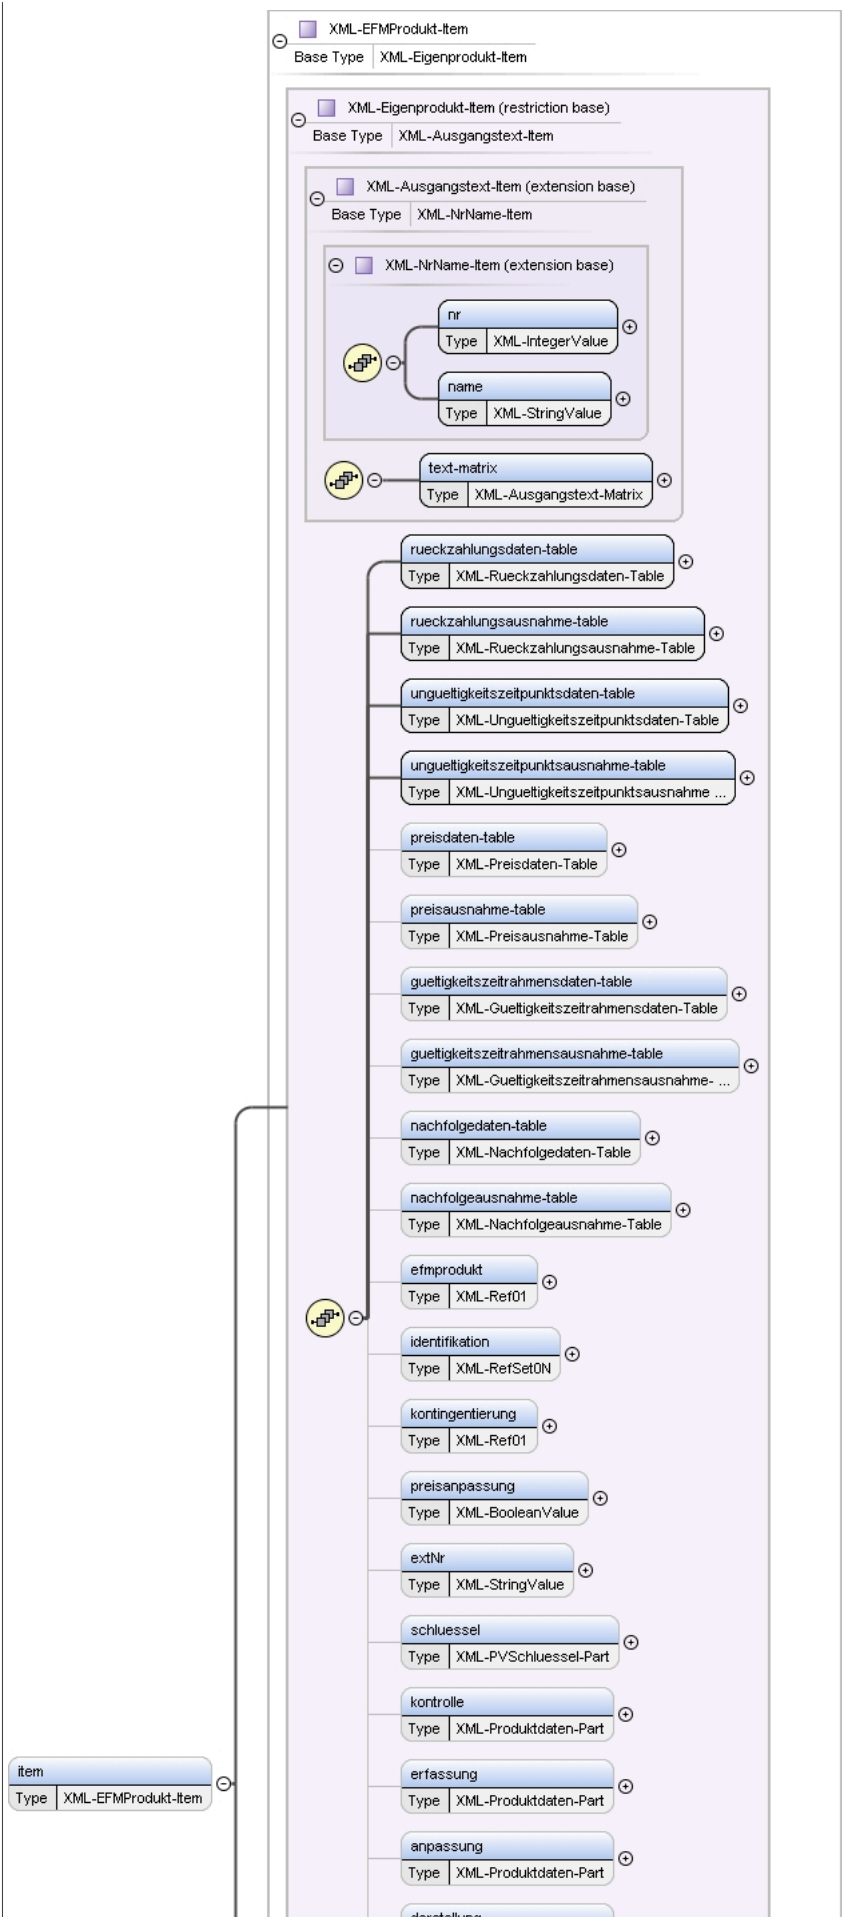 XML-EFMProdukt-Item
Base Type XML-Eigenprodukt-Item
XML-Eigenprodukt-Item (restriction base)
Base Type XML-Ausgangstext-Item
XML-Ausgangstext-Item (extension base)
Base Type XML-NrName-Item
XML-NrName-Item (extension base)
nr
Type XML-IntegerValue
name
Type XML-StringValue
text-matrix
Type XML-Ausgangstext-Matrix
rueckzahlungsdaten-table
Type XML-Rueckzahlungsdaten-Table
rueckzahlungsausnahme-table
Type XML-Rueckzahlungsausnahme-Table
ungueltigkeitszeitpunktsdaten-table
Type XML-Ungueltigkeitszeitpunktsdaten-Table
ungueltigkeitszeitpunktsausnahme-table
Type XML-Ungueltigkeitszeitpunktsausnahme ...
preisdaten-table
Type XML-Preisdaten-Table
preisausnahme-table
Type XML-Preisausnahme-Table
gueltigkeitszeitrahmensdaten-table
Type XML-Gueltigkeitszeitrahmensdaten-Table
gueltigkeitszeitrahmensausnahme-table
Type XML-Gueltigkeitszeitrahmensausnahme- ...
nachfolgedaten-table
Type XML-Nachfolgedaten-Table
nachfolgeausnahme-table
Type XML-Nachfolgeausnahme-Table
efmprodukt
Type XML-Ref01
identifikation
Type XML-RefSet0N
kontingentierung
Type XML-Ref01
preisanpassung
Type XML-BooleanValue
extNr
Type XML-StringValue
schluessel
Type XML-PVSchluessel-Part
kontrolle
Type XML-Produktdaten-Part
item
Type XML-EFMProdukt-Item
erfassung
Type XML-Produktdaten-Part
anpassung
Type XML-Produktdaten-Part